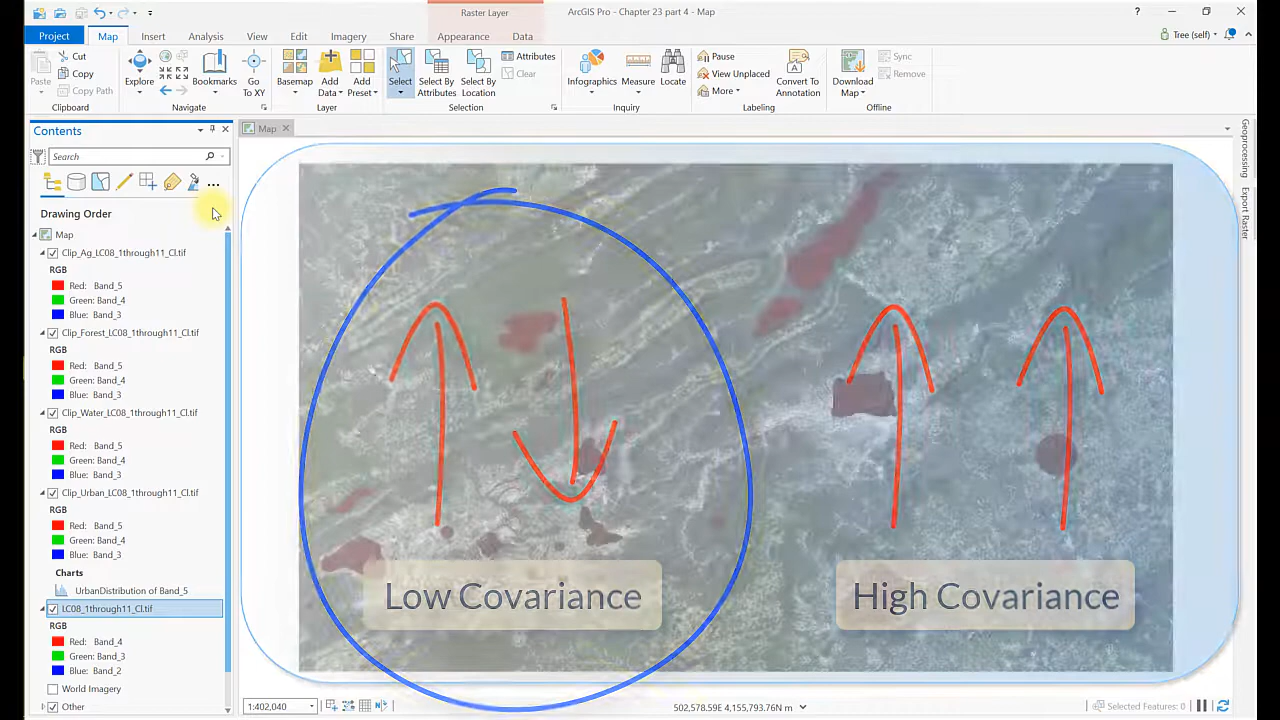 Raster Layer
ArcGIS Pro - Chapter 23 part 4 - Map
?
Project Map Insert Analysis View Edit Imagery Share Appearance Data
Tree (self)
Paste
Cut
Copy
Copy Path
Clipboard
Explore
Bookmarks
Go
To XY
Navigate
Basemap
Add
Data
Add
Preset
Layer
Select
Select By
Attributes
Select By
Location
Attributes
Clear
Selection
Infographics
Measure
Locate
Inquiry
Pause
View Unplaced
More
Convert To
Annotation
Labeling
Download
Map
Sync
Remove
Offline
Contents
Search
Drawing Order
Map
Clip_Ag_LC08_1through11_Cl.tif
RGB
Red: Band_5
Green: Band_4
Blue: Band_3
Clip_Forest_LC08_1through11_Cl.tif
RGB
Red: Band_5
Green: Band_4
Blue: Band_3
Clip_Water_LC08_1through11_Cl.tif
RGB
Red: Band_5
Green: Band_4
Blue: Band_3
Clip_Urban_LC08_1through11_Cl.tif
RGB
Red: Band_5
Green: Band_4
Blue: Band_3
Charts
UrbanDistribution of Band_5
LC08_1through11_Cl.tif
RGB
Red: Band_4
Green: Band_3
Blue: Band_2
World Imagery
Other
Map
Low Covariance
High Covariance
1:402,040
502,578.59E 4,155,793.76N m
Selected Features: 0
Geoprocessing
Export Raster